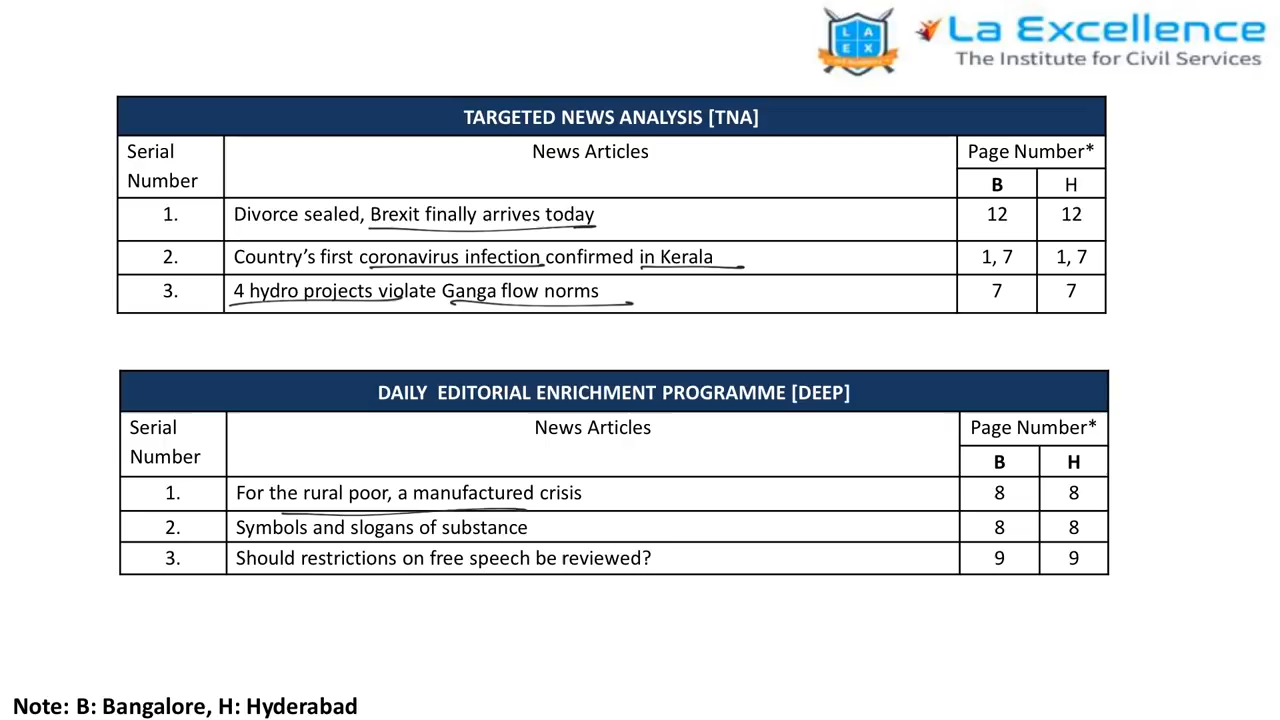 LA
EX
La Excellence
The Institute for Civil Services
TARGETED NEWS ANALYSIS [TNA]
Serial Number News Articles Page Number*
B H
1. Divorce sealed, Brexit finally arrives today 12 12
2. Country’s first coronavirus infection confirmed in Kerala 1, 7 1, 7
3. 4 hydro projects violate Ganga flow norms 7 7
DAILY EDITORIAL ENRICHMENT PROGRAMME [DEEP]
Serial Number News Articles Page Number*
B H
1. For the rural poor, a manufactured crisis 8 8
2. Symbols and slogans of substance 8 8
3. Should restrictions on free speech be reviewed? 9 9
Note: B: Bangalore, H: Hyderabad